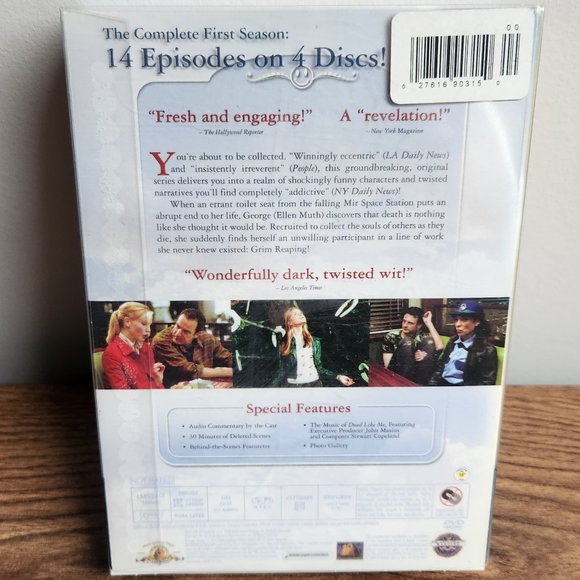 The Complete First Season:
14 Episodes on 4 Discs!
00
0 27616 90315 0
“Fresh and engaging!”
– The Hollywood Reporter
A “revelation!”
– New York Magazine
You're about to be collected. “Winningly eccentric” (LA Daily News)
and “insistently irreverent” (People), this groundbreaking, original
series delivers you into a realm of shockingly funny characters and twisted
narratives you'll find completely “addictive” (NY Daily News)!
When an errant toilet seat from the falling Mir Space Station puts an
abrupt end to her life, George (Ellen Muth) discovers that death is nothing
like she thought it would be. Recruited to collect the souls of others as they
die, she suddenly finds herself an unwilling participant in a line of work
she never knew existed: Grim Reaping!
“Wonderfully dark, twisted wit!”
– Los Angeles Times
Special Features
• Audio Commentary by the Cast
• 30 Minutes of Deleted Scenes
• Behind-the-Scenes Featurette
• The Music of Dead Like Me, Featuring
Executive Producer John Masius
and Composer Stewart Copeland
• Photo Gallery